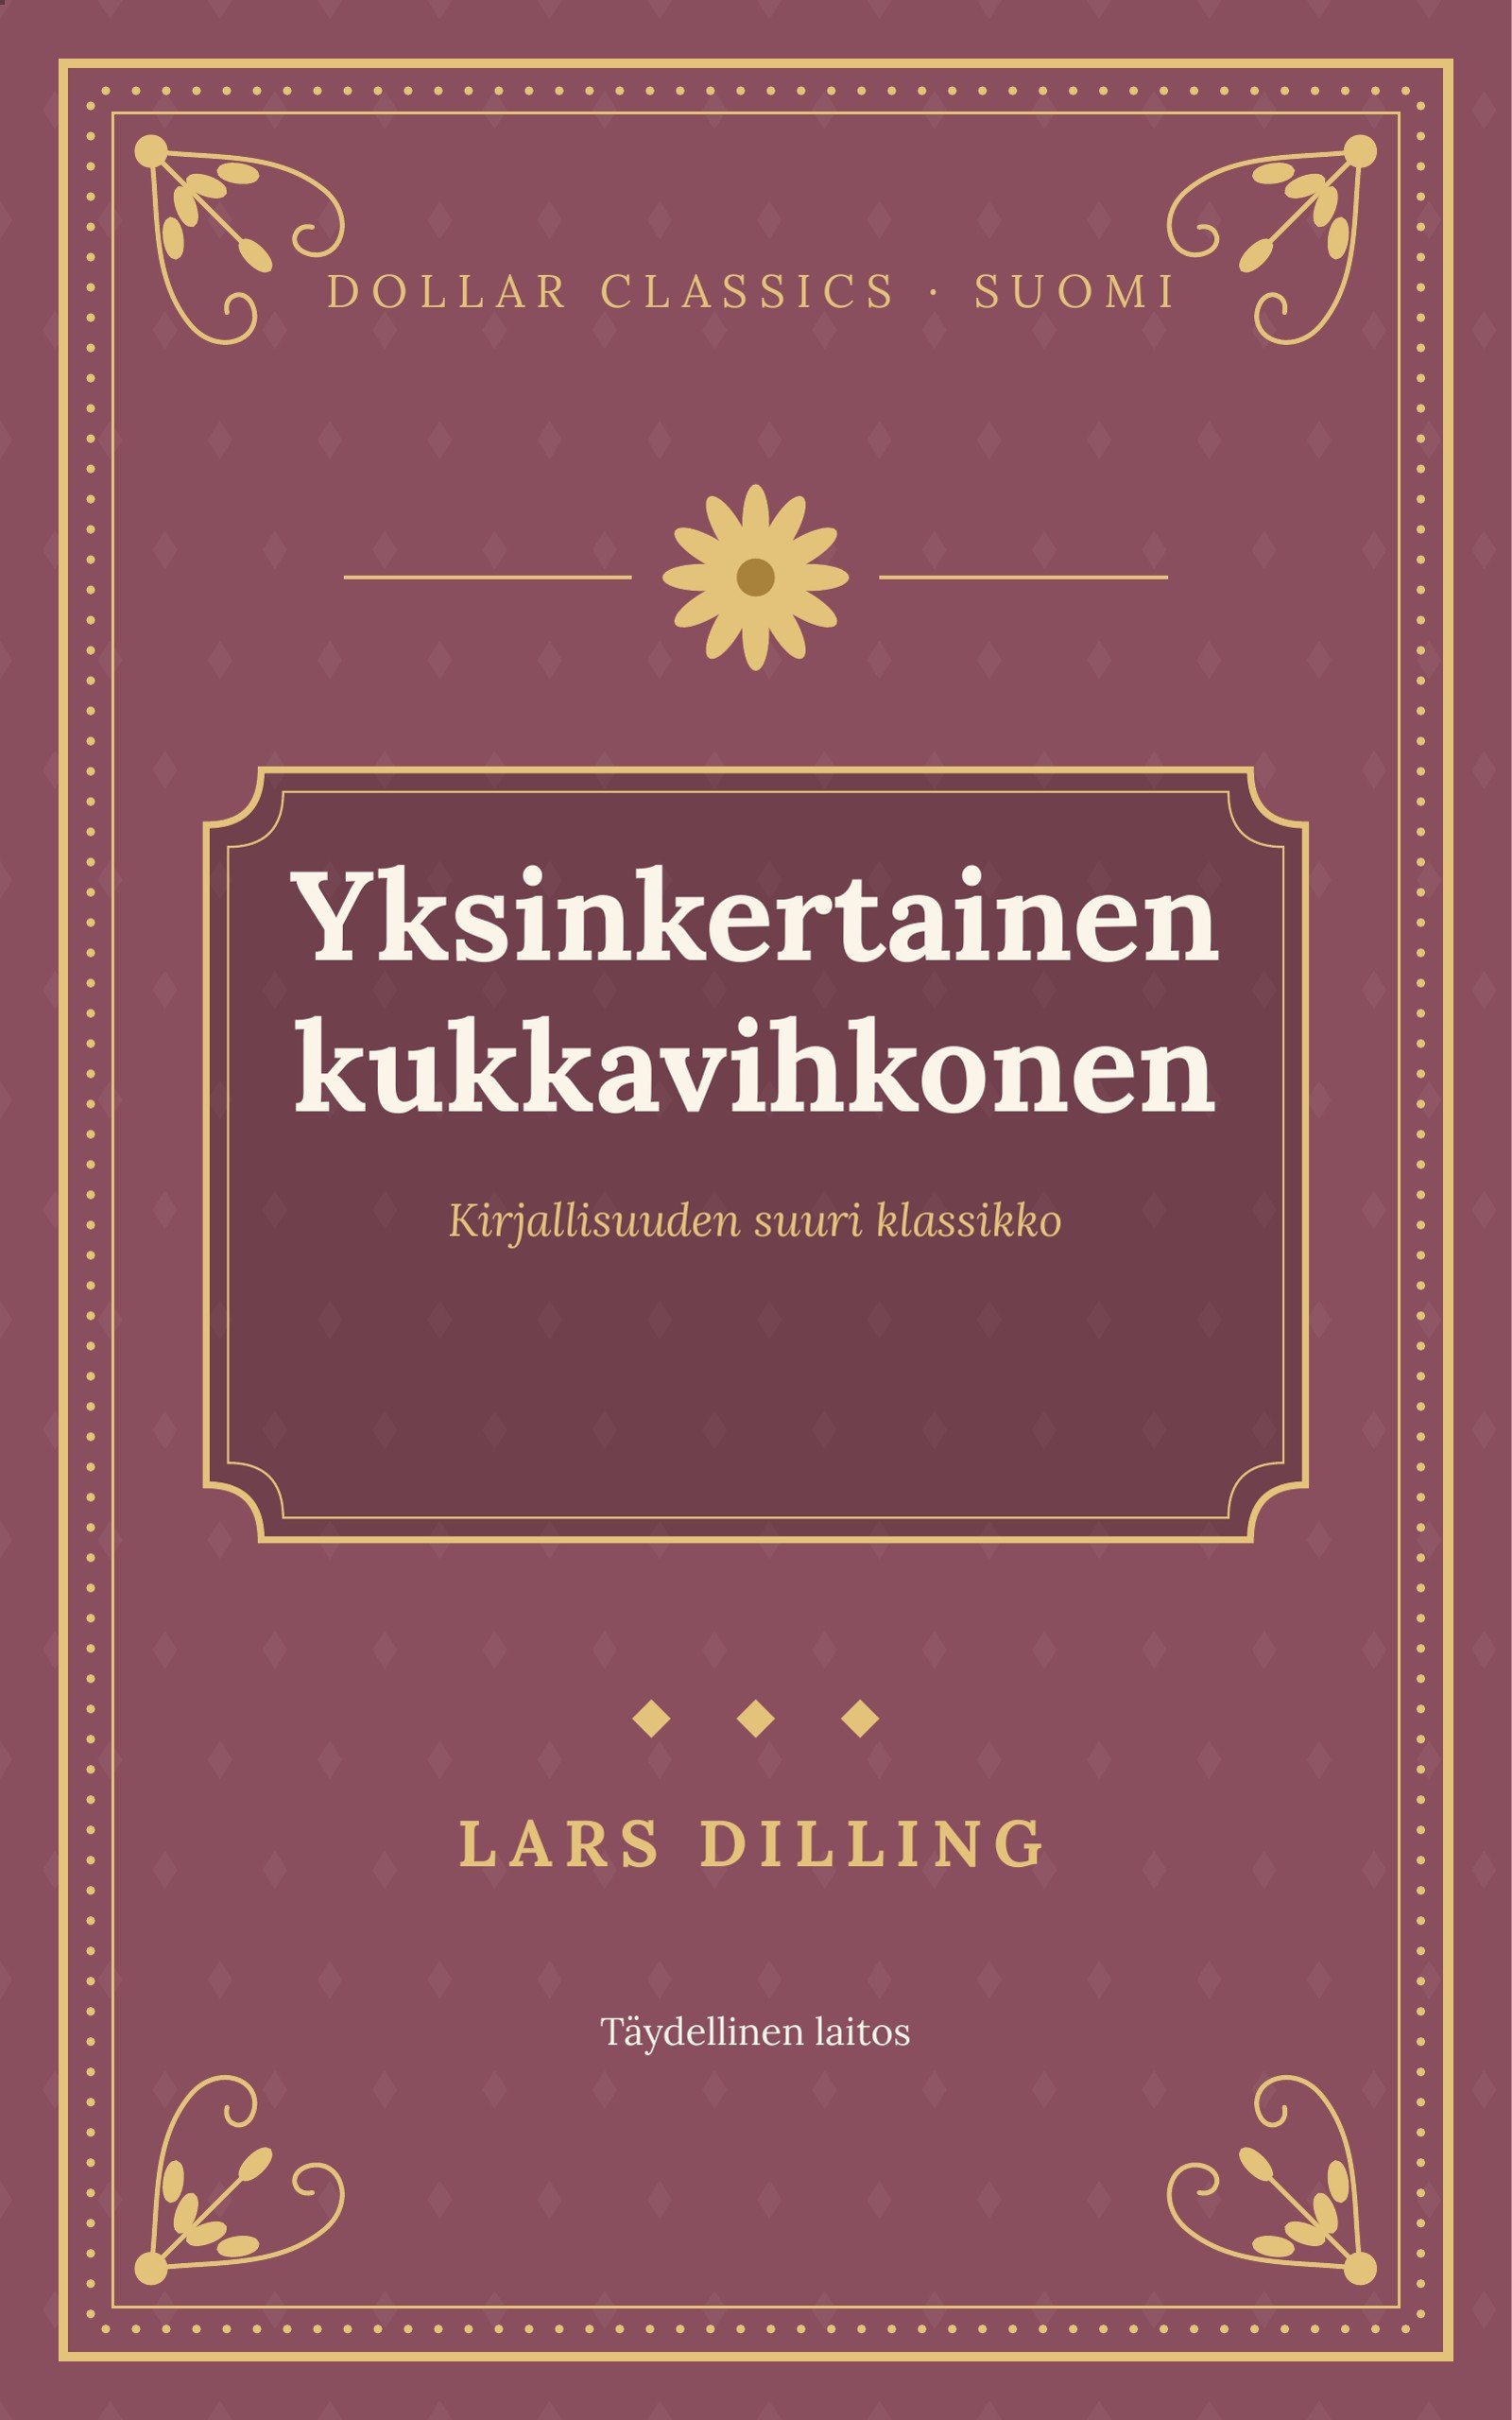 DOLLAR CLASSICS · SUOMI
Yksinkertainen
kukkavihkonen
Kirjallisuuden suuri klassikko
LARS DILLING
Täydellinen laitos